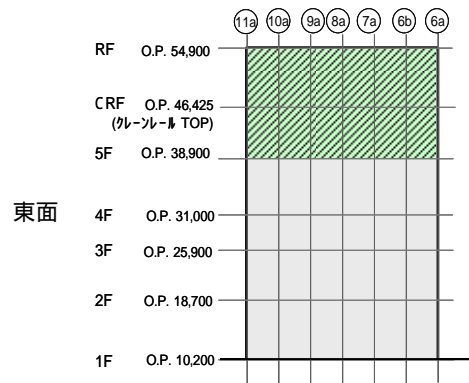 11a 10a 9a 8a 7a 6b 6a
RF O.P. 54,900
CRF O.P. 46,425
(クレーンレール TOP)
5F O.P. 38,900
東面
4F O.P. 31,000
3F O.P. 25,900
2F O.P. 18,700
1F O.P. 10,200